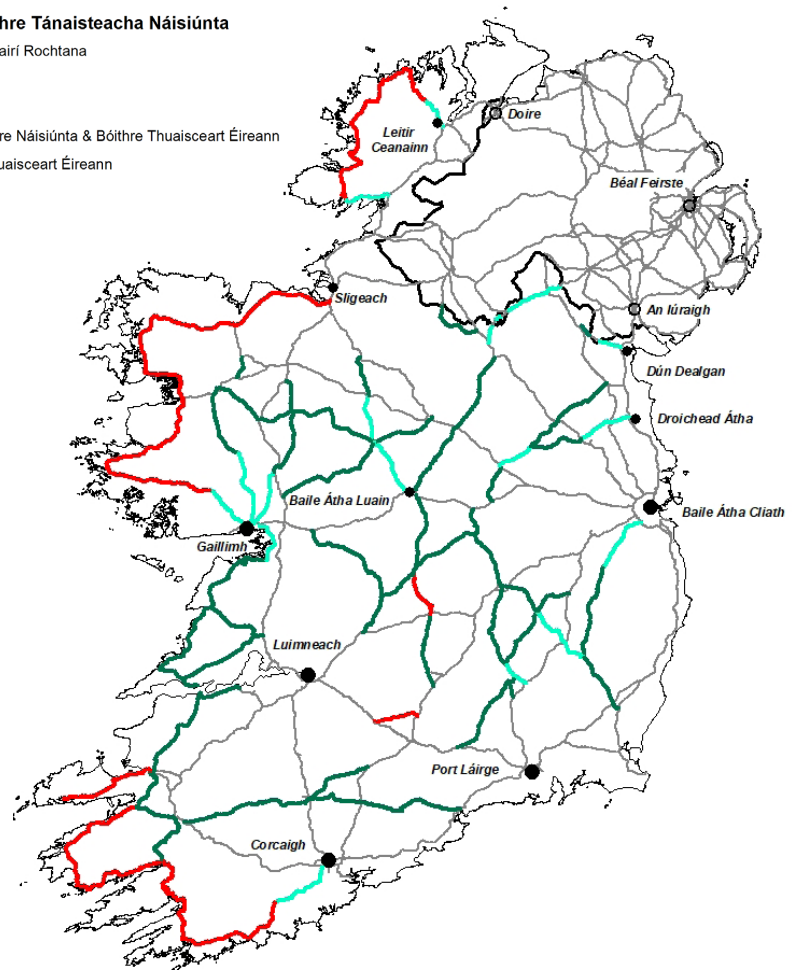 hre Tánaisteacha Náisiúnta
airí Rochtana
re Náisiúnta & Bóithre Thuaisceart Éireann
uaisceart Éireann
Doire
Leitir
Ceanainn
Béal Feirste
Sligeach
An Iúraigh
Dún Dealgan
Droichead Átha
Baile Átha Luain
Baile Átha Cliath
Gaillimh
Luimneach
Port Láirge
Corcaigh